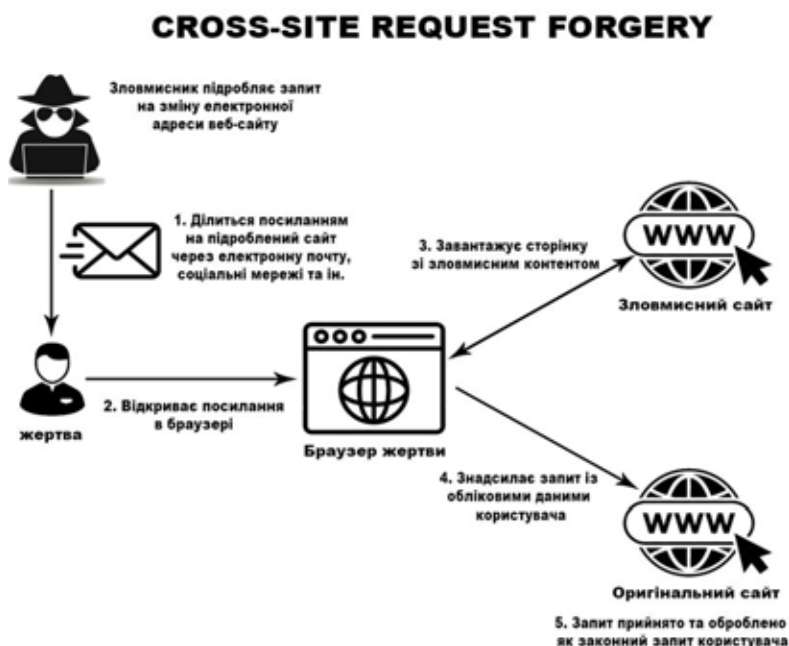 CROSS-SITE REQUEST FORGERY
Зловмисник підробляє запит
на зміну електронної
адреси веб-сайту
1. Ділиться посиланням
на підроблений сайт
через електронну почту,
соціальні мережі та ін.
3. Завантажує сторінку
зі зловмисним контентом
WWW
Зловмисний сайт
жертва
2. Відкриває посилання
в браузері
Браузер жертви
4. Знадсилає запит із
обліковими даними
користувача
WWW
Оригінальний сайт
5. Запит прийнято та оброблено
як законний запит користувача